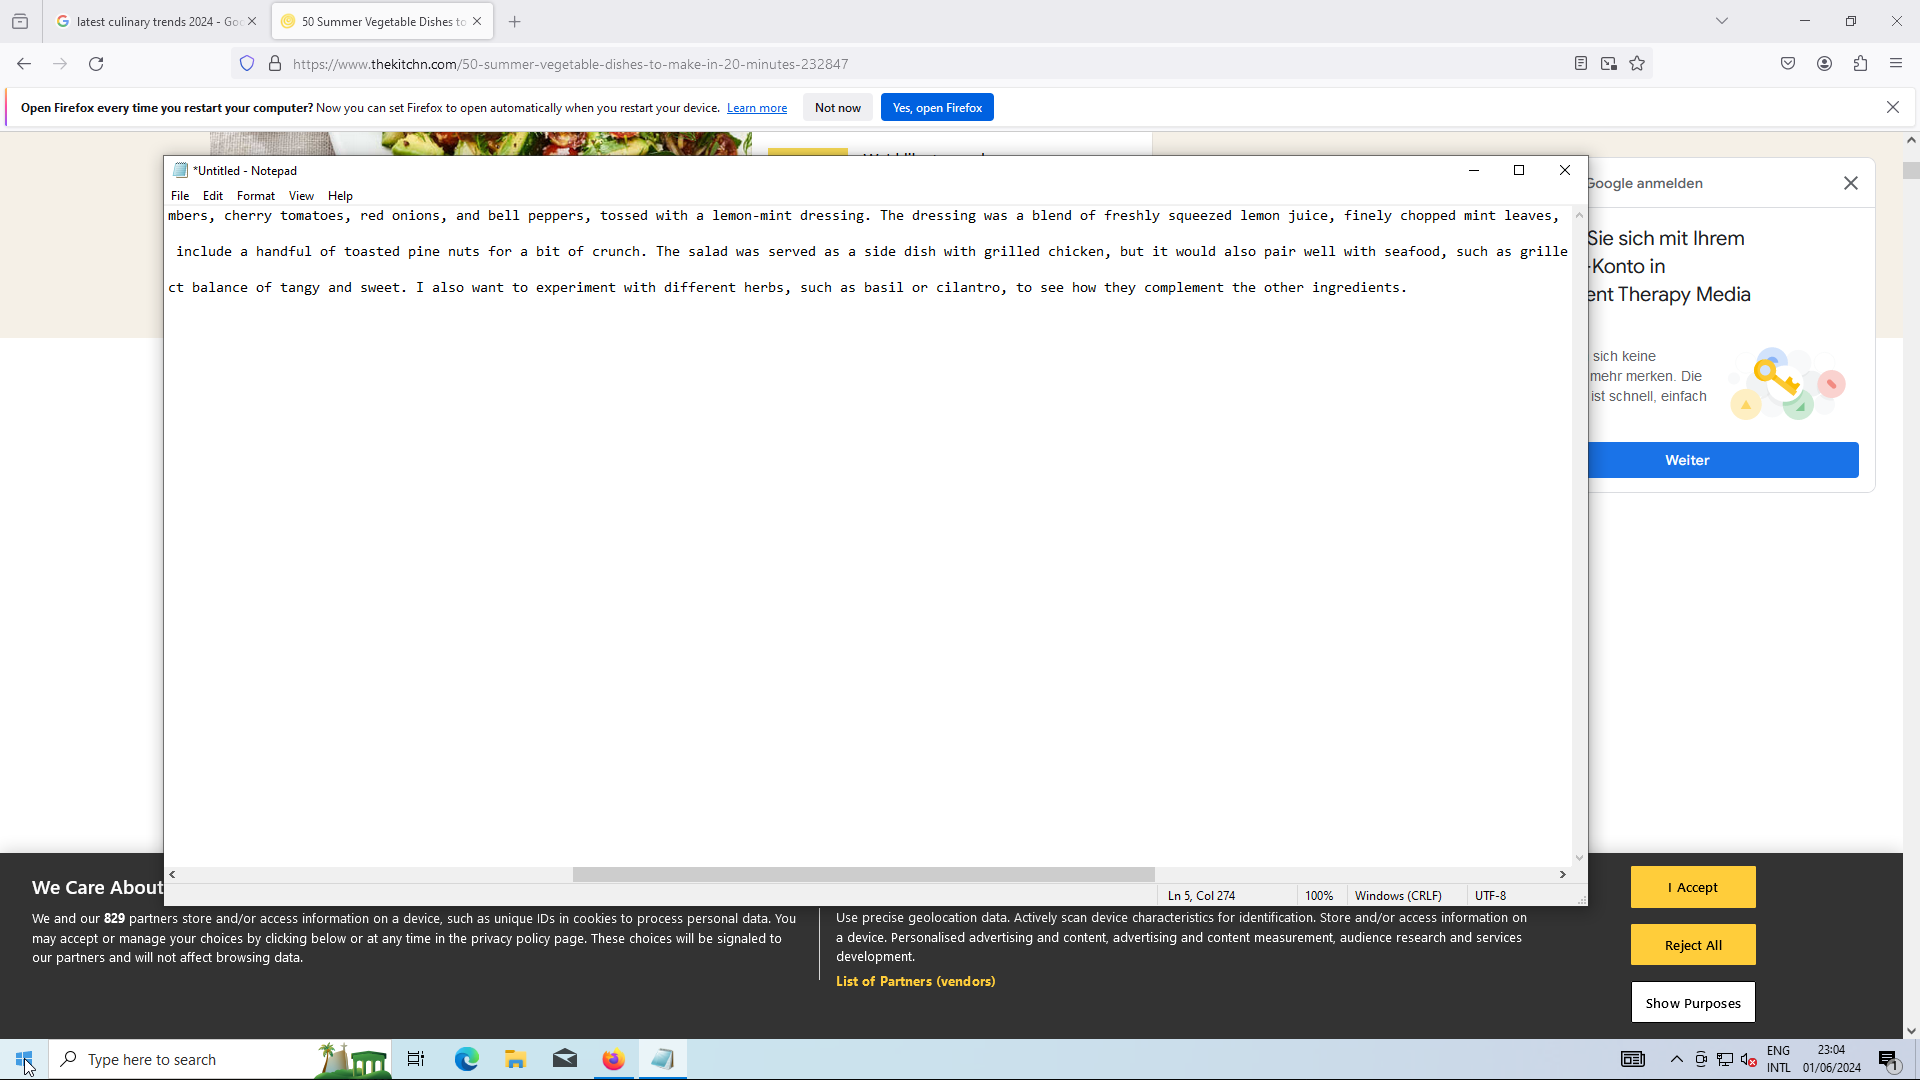 latest culinary trends 2024 - Goo
50 Summer Vegetable Dishes to
https://www.thekitchn.com/50-summer-vegetable-dishes-to-make-in-20-minutes-232847
Open Firefox every time you restart your computer? Now you can set Firefox to open automatically when you restart your device. Learn more
Not now
Yes, open Firefox
*Untitled - Notepad
File Edit Format View Help
mbers, cherry tomatoes, red onions, and bell peppers, tossed with a lemon-mint dressing. The dressing was a blend of freshly squeezed lemon juice, finely chopped mint leaves,
include a handful of toasted pine nuts for a bit of crunch. The salad was served as a side dish with grilled chicken, but it would also pair well with seafood, such as grille
ct balance of tangy and sweet. I also want to experiment with different herbs, such as basil or cilantro, to see how they complement the other ingredients.
Ln 5, Col 274
100%
Windows (CRLF)
UTF-8
Google anmelden
Sie sich mit Ihrem
-Konto in
ent Therapy Media
sich keine
mehr merken. Die
ist schnell, einfach
Weiter
We Care About
We and our 829 partners store and/or access information on a device, such as unique IDs in cookies to process personal data. You
may accept or manage your choices by clicking below or at any time in the privacy policy page. These choices will be signaled to
our partners and will not affect browsing data.
Use precise geolocation data. Actively scan device characteristics for identification. Store and/or access information on
a device. Personalised advertising and content, advertising and content measurement, audience research and services
development.
List of Partners (vendors)
I Accept
Reject All
Show Purposes
Type here to search
ENG
INTL
23:04
01/06/2024
1